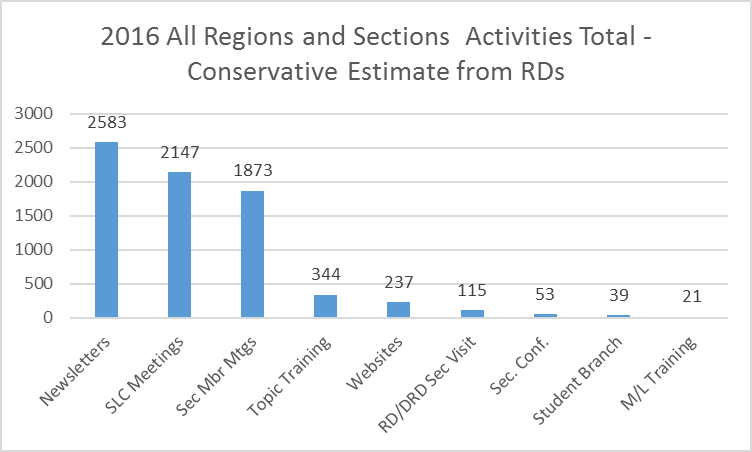 2016 All Regions and Sections  Activities Total -
Conservative Estimate from RDs
3000
2500
2000
1500
1000
500
0
2583
2147
1873
344
237
115
53
39
21
Newsletters
SLC Meetings
Sec Mbr Mtgs
Topic Training
Websites
RD/DRD Sec Visit
Sec. Conf.
Student Branch
M/L Training